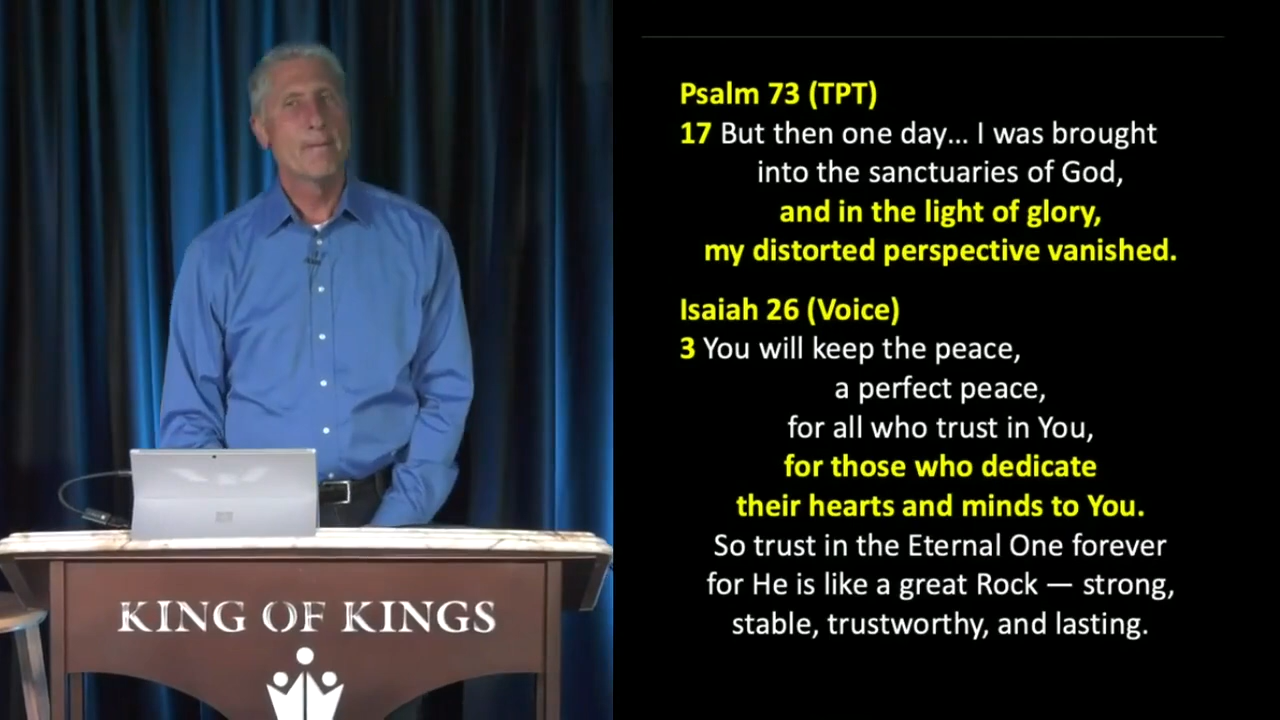 Psalm 73 (TPT)
17 But then one day... I was brought
into the sanctuaries of God,
and in the light of glory,
my distorted perspective vanished.
Isaiah 26 (Voice)
3 You will keep the peace,
a perfect peace,
for all who trust in You,
for those who dedicate
their hearts and minds to You.
So trust in the Eternal One forever
for He is like a great Rock — strong,
stable, trustworthy, and lasting.
KING OF KINGS